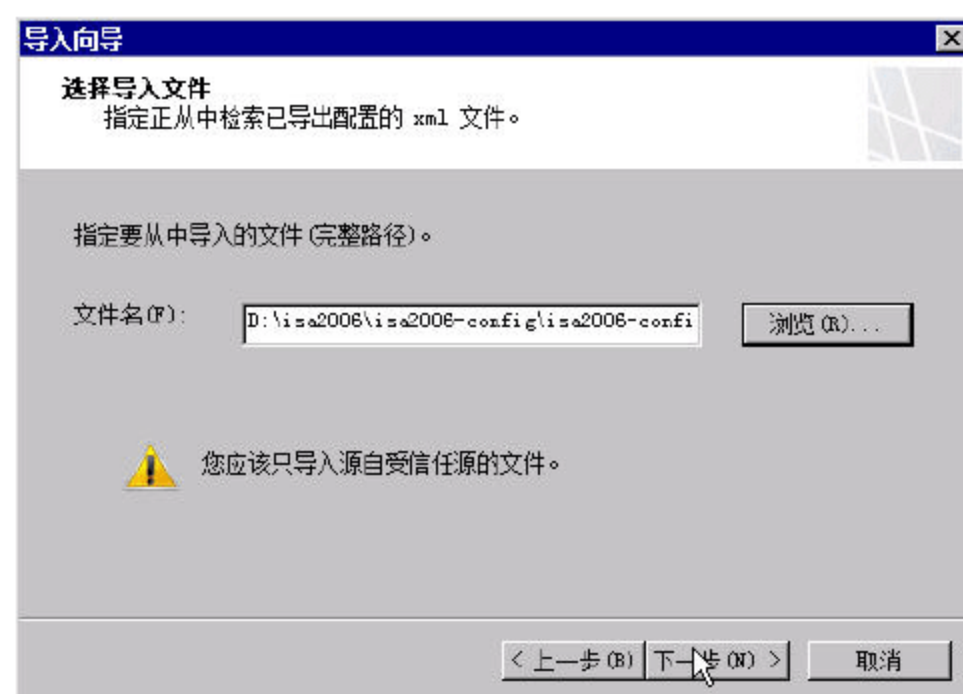 导入向导
选择导入文件
指定正从中检索已导出配置的 xml 文件。
指定要从中导入的文件(完整路径)。
文件名(F):
D:\isa2006\isa2006-config\isa2006-confi
浏览(R)...
您应该只导入源自受信任源的文件。
< 上一步(B)
下一步(N) >
取消